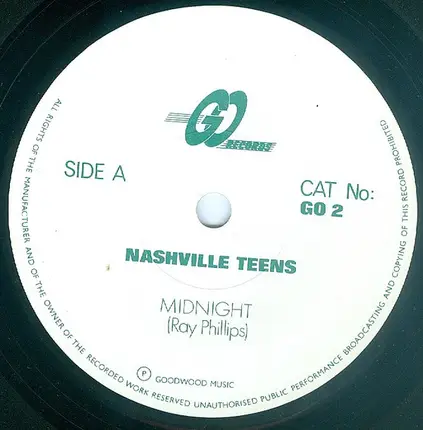 GO
RECORDS
SIDE A
CAT No:
GO 2
NASHVILLE TEENS
MIDNIGHT
(Ray Phillips)
℗ GOODWOOD MUSIC
ALL RIGHTS OF THE MANUFACTURER AND OF THE OWNER OF THE RECORDED WORK RESERVED UNAUTHORISED PUBLIC PERFORMANCE BROADCASTING AND COPYING OF THIS RECORD PROHIBITED